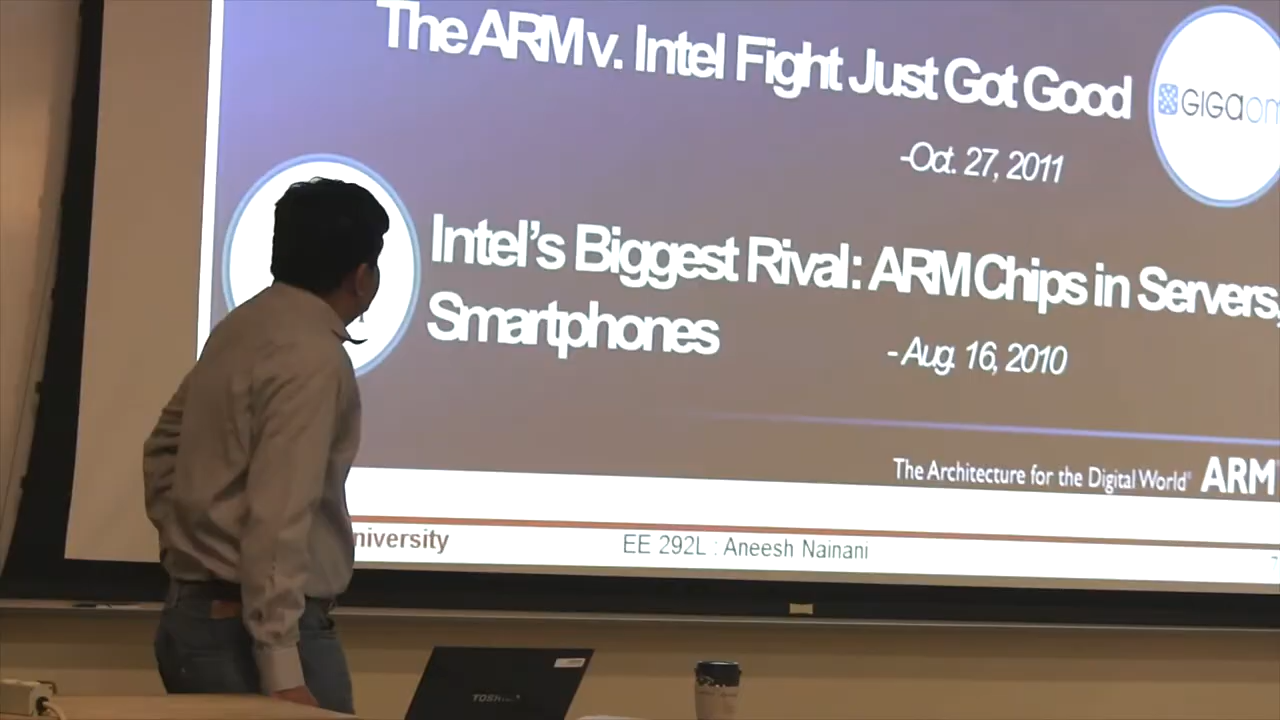 The ARM v. Intel Fight Just Got Good
GIGAOM
-Oct. 27, 2011
Intel's Biggest Rival: ARM Chips in Servers,
Smartphones
- Aug. 16, 2010
The Architecture for the Digital World® ARM®
niversity
EE 292L : Aneesh Nainani
7
TOSHIBA